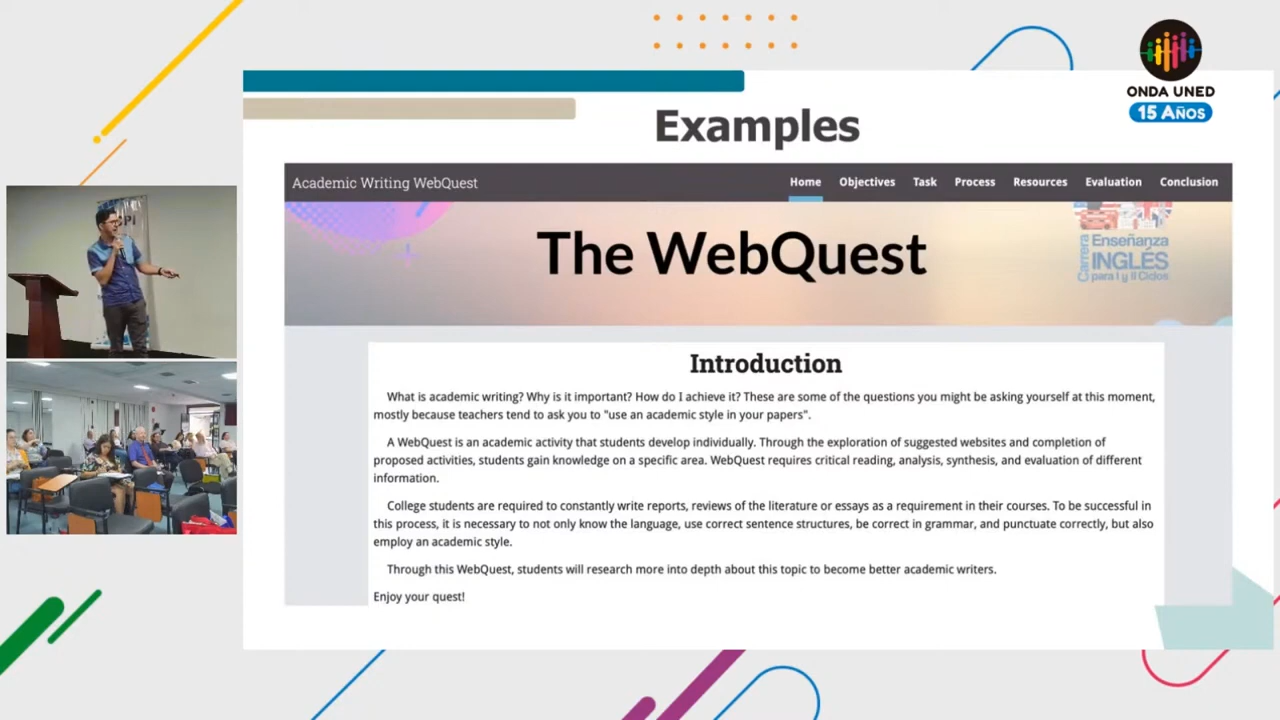 ONDA UNED
15 AÑOS
Examples
Academic Writing WebQuest
Home Objectives Task Process Resources Evaluation Conclusion
The WebQuest
Carrera
Enseñanza
INGLÉS
para I y II Ciclos
Introduction
What is academic writing? Why is it important? How do I achieve it? These are some of the questions you might be asking yourself at this moment,
mostly because teachers tend to ask you to "use an academic style in your papers".
A WebQuest is an academic activity that students develop individually. Through the exploration of suggested websites and completion of
proposed activities, students gain knowledge on a specific area. WebQuest requires critical reading, analysis, synthesis, and evaluation of different
information.
College students are required to constantly write reports, reviews of the literature or essays as a requirement in their courses. To be successful in
this process, it is necessary to not only know the language, use correct sentence structures, be correct in grammar, and punctuate correctly, but also
employ an academic style.
Through this WebQuest, students will research more into depth about this topic to become better academic writers.
Enjoy your quest!